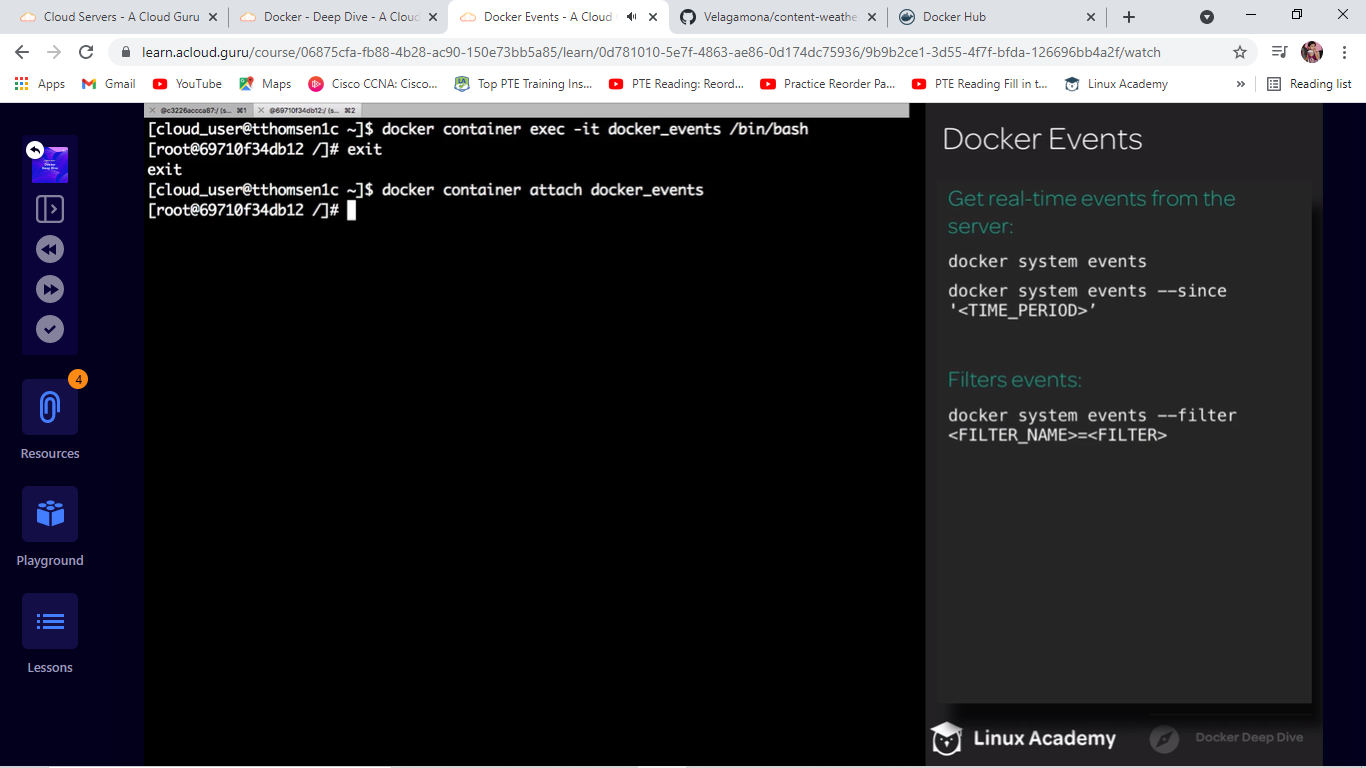 Cloud Servers - A Cloud Guru
Docker - Deep Dive - A Cloud
Docker Events - A Cloud
Velagamona/content-weathe
Docker Hub
learn.acloud.guru/course/06875cfa-fb88-4b28-ac90-150e73bb5a85/learn/0d781010-5e7f-4863-ae86-0d174dc75936/9b9b2ce1-3d55-4f7f-bfda-126696bb4a2f/watch
Apps
Gmail
YouTube
Maps
Cisco CCNA: Cisco...
Top PTE Training Ins...
PTE Reading: Reord...
Practice Reorder Pa...
PTE Reading Fill in t...
Linux Academy
»
Reading list
@c3226accca87:/ (s... ⌘1
@69710f34db12:/ (s... ⌘2
[cloud_user@tthomsen1c ~]$ docker container exec -it docker_events /bin/bash
[root@69710f34db12 /]# exit
exit
[cloud_user@tthomsen1c ~]$ docker container attach docker_events
[root@69710f34db12 /]#
4
Resources
Playground
Lessons
Docker Events
Get real-time events from the
server:
docker system events
docker system events --since
'<TIME_PERIOD>’
Filters events:
docker system events --filter
<FILTER_NAME>=<FILTER>
Linux Academy
Docker Deep Dive